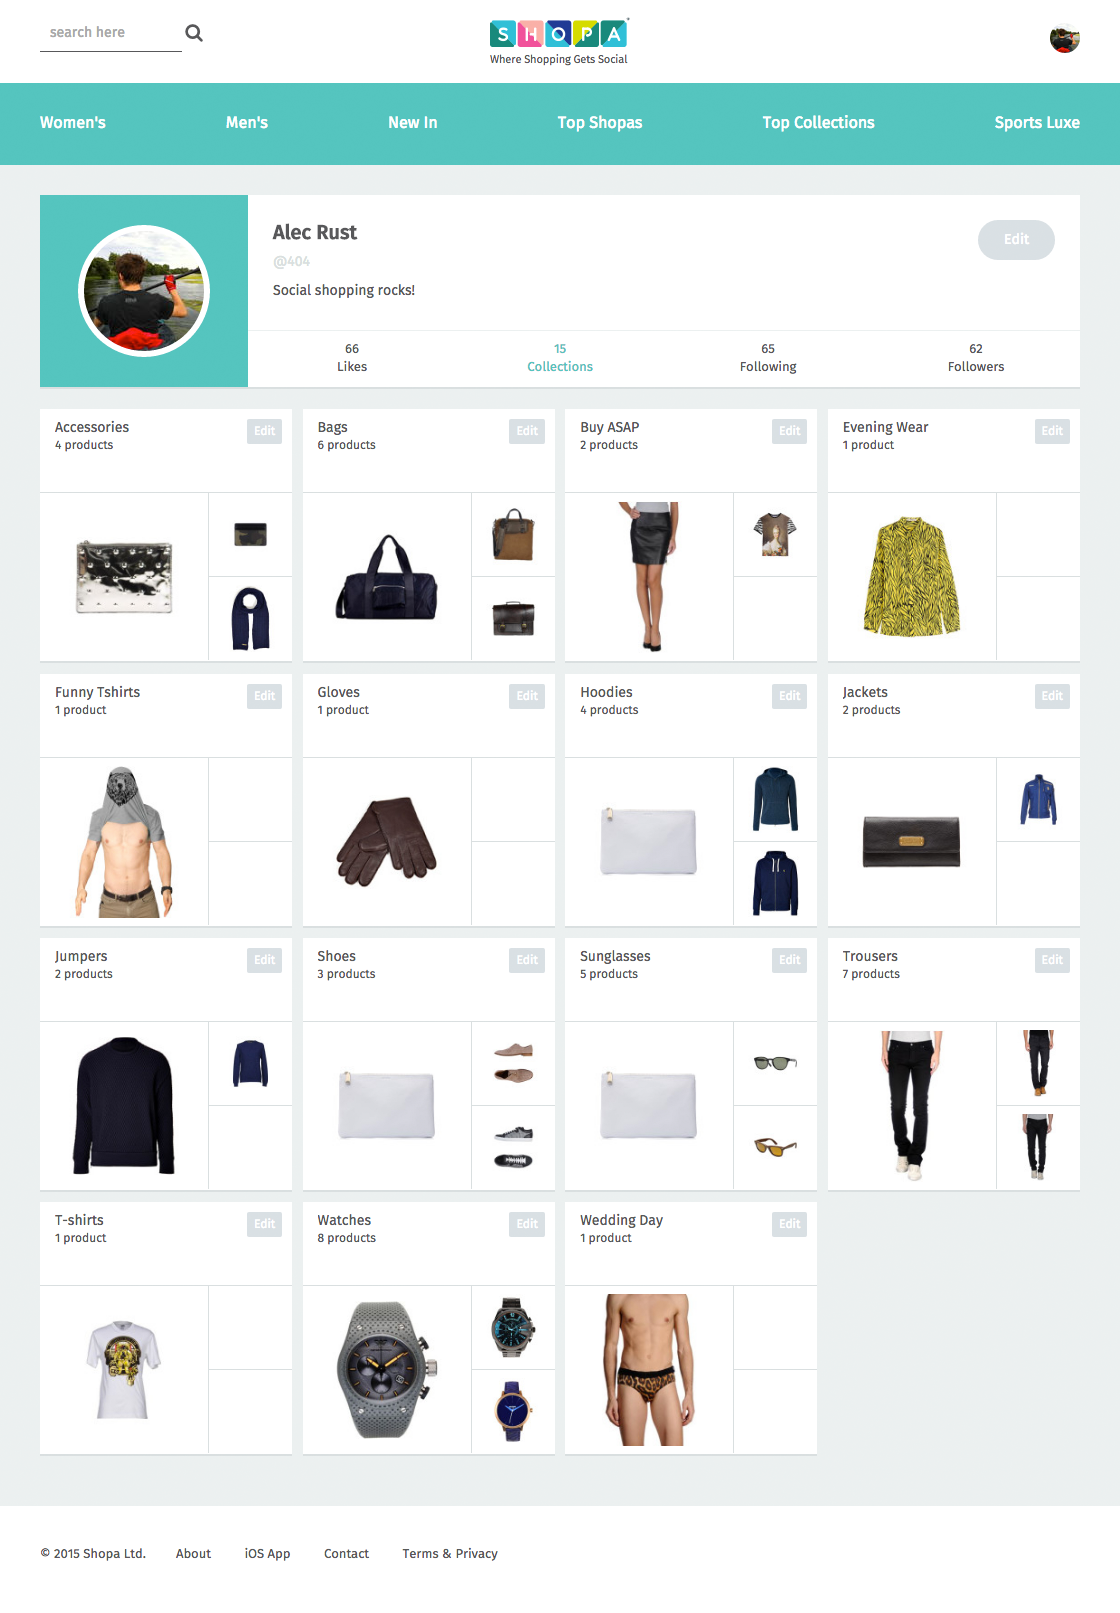 search here
SHOPA
Where Shopping Gets Social
Women's Men's New In Top Shopas Top Collections Sports Luxe
Alec Rust
Edit
@404
Social shopping rocks!
66 15 65 62
Likes Collections Following Followers
Accessories
4 products
Edit
Bags
6 products
Edit
Buy ASAP
2 products
Edit
Evening Wear
1 product
Edit
Funny Tshirts
1 product
Edit
Gloves
1 product
Edit
Hoodies
4 products
Edit
Jackets
2 products
Edit
Jumpers
2 products
Edit
Shoes
3 products
Edit
Sunglasses
5 products
Edit
Trousers
7 products
Edit
T-shirts
1 product
Edit
Watches
8 products
Edit
Wedding Day
1 product
Edit
© 2015 Shopa Ltd. About iOS App Contact Terms & Privacy